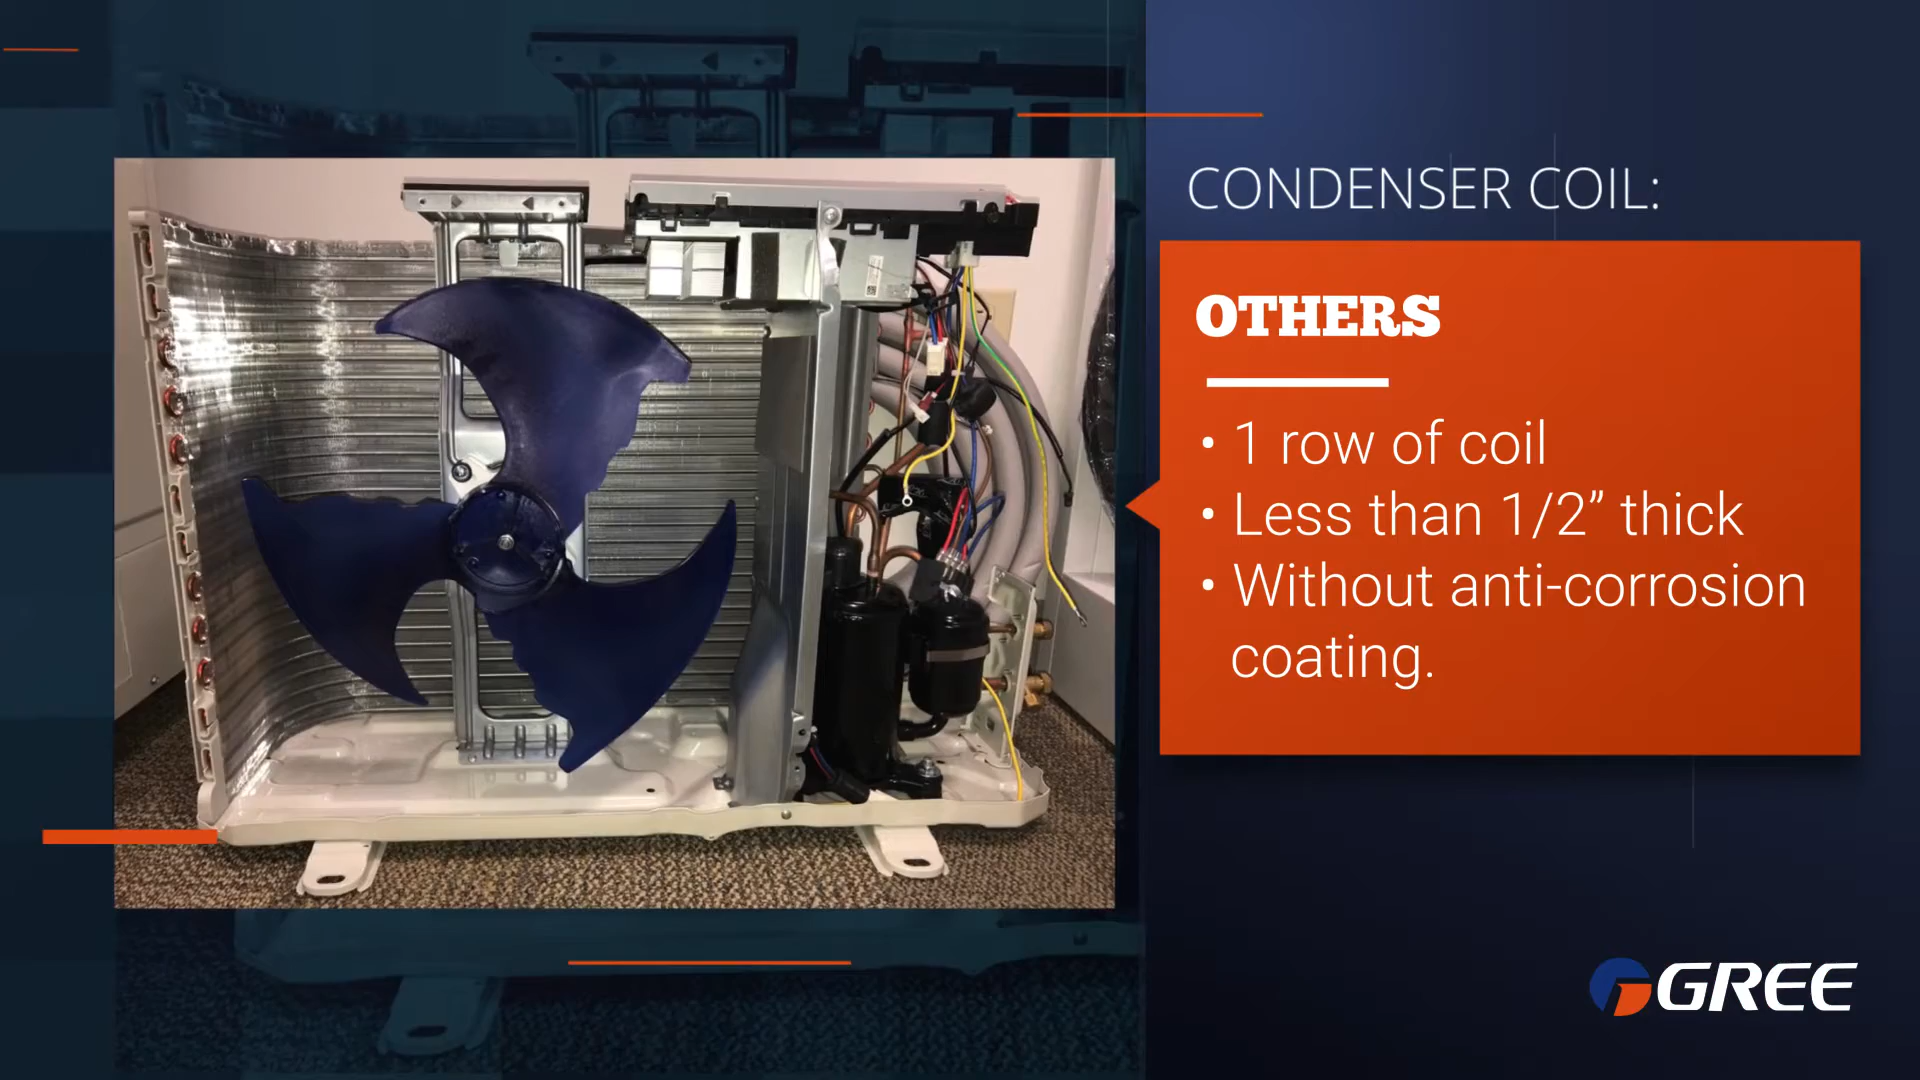 CONDENSER COIL:
OTHERS
• 1 row of coil
• Less than 1/2” thick
• Without anti-corrosion
coating.
GREE